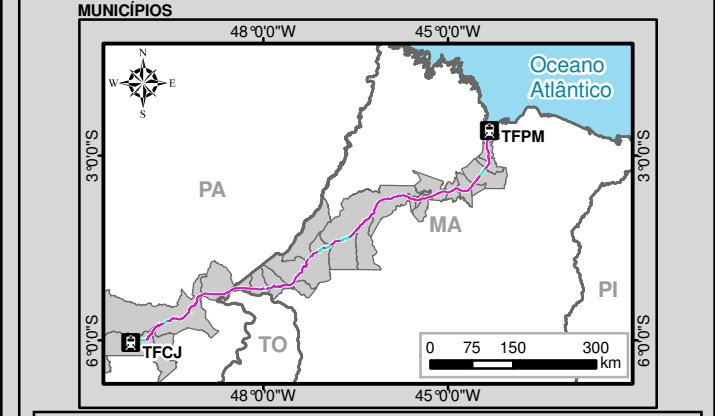 MUNICÍPIOS
48°0'0"W
45°0'0"W
N
W
E
S
Oceano
Atlântico
TFPM
3°0'0"S
3°0'0"S
PA
MA
PI
TO
TFCJ
6°0'0"S
6°0'0"S
0 75 150 300
km
48°0'0"W
45°0'0"W